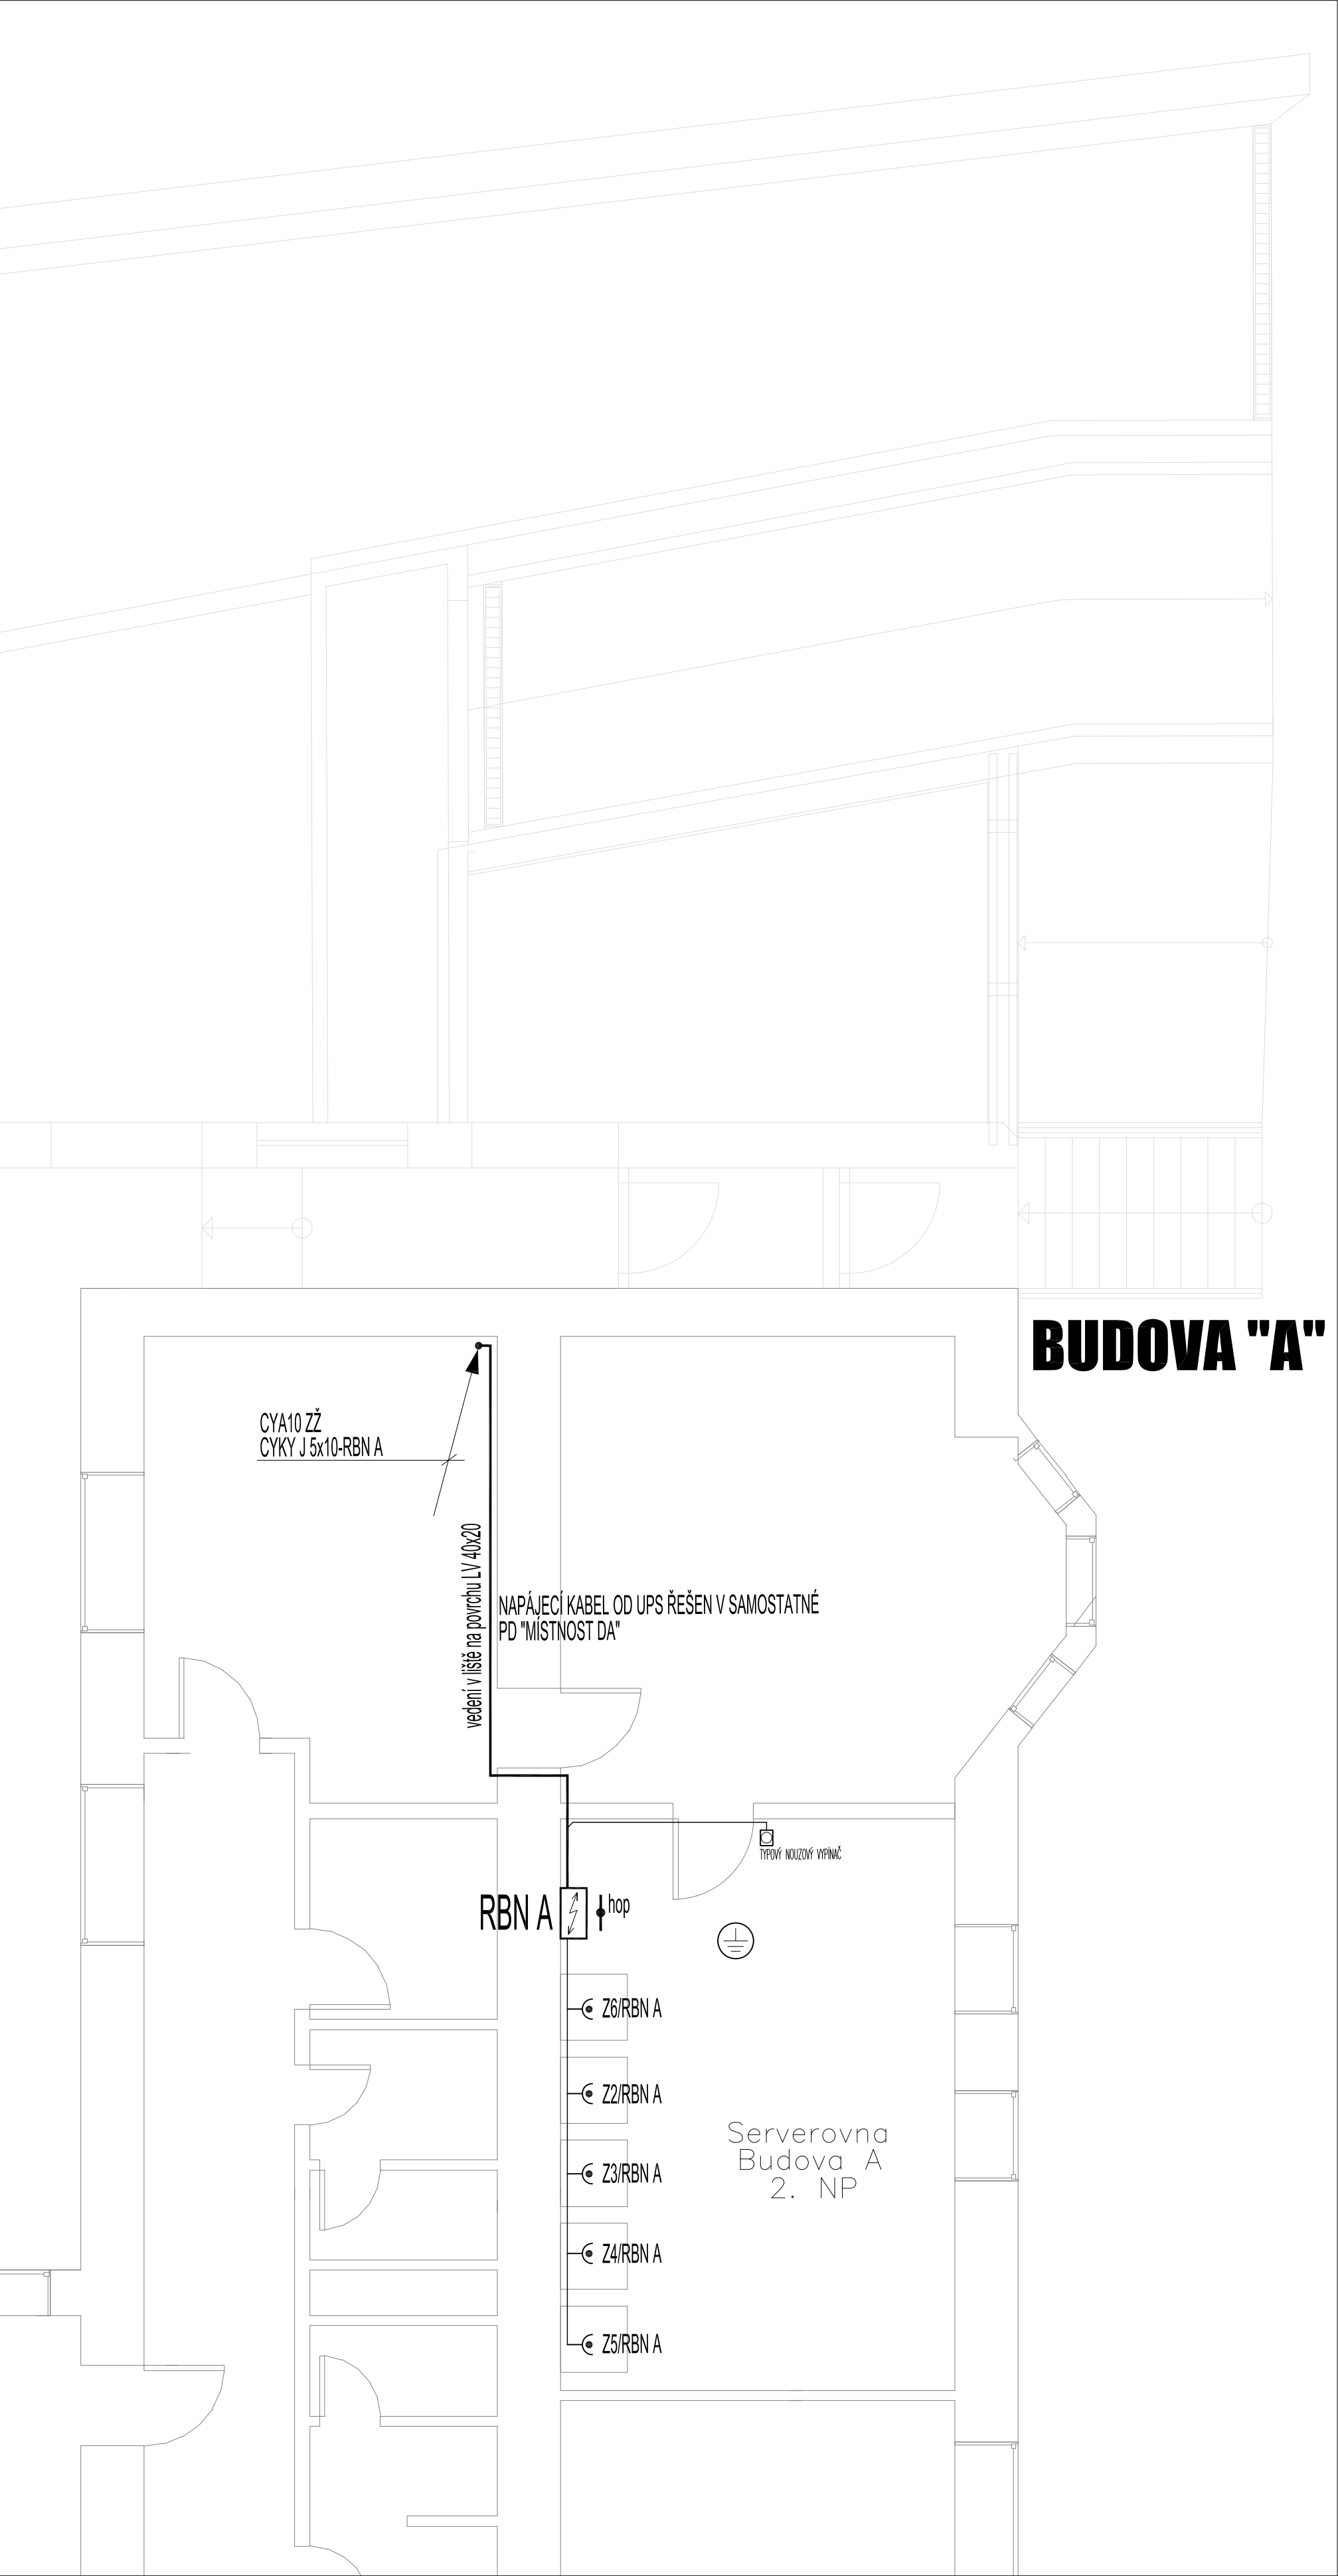 BUDOVA "A"
CYA10 ZŽ
CYKY J 5x10-RBN A
vedení v liště na povrchu LV 40x20
NAPÁJECÍ KABEL OD UPS ŘEŠEN V SAMOSTATNÉ
PD "MÍSTNOST DA"
TYPOVÝ NOUZOVÝ VYPÍNAČ
RBN A
hop
Z6/RBN A
Z2/RBN A
Serverovna
Budova A
2. NP
Z3/RBN A
Z4/RBN A
Z5/RBN A